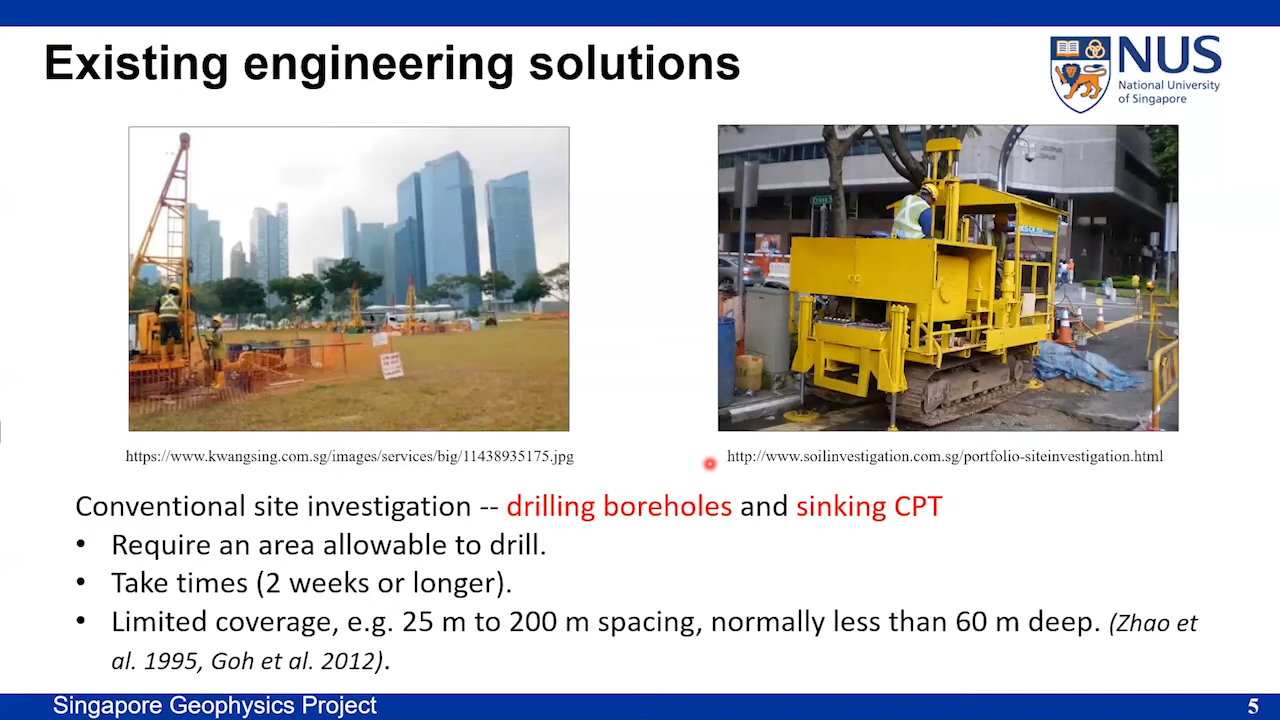 Existing engineering solutions
NUS
National University
of Singapore
https://www.kwangsing.com.sg/images/services/big/11438935175.jpg
http://www.soilinvestigation.com.sg/portfolio-siteinvestigation.html
Conventional site investigation -- drilling boreholes and sinking CPT
• Require an area allowable to drill.
• Take times (2 weeks or longer).
• Limited coverage, e.g. 25 m to 200 m spacing, normally less than 60 m deep. (Zhao et
al. 1995, Goh et al. 2012).
Singapore Geophysics Project
5